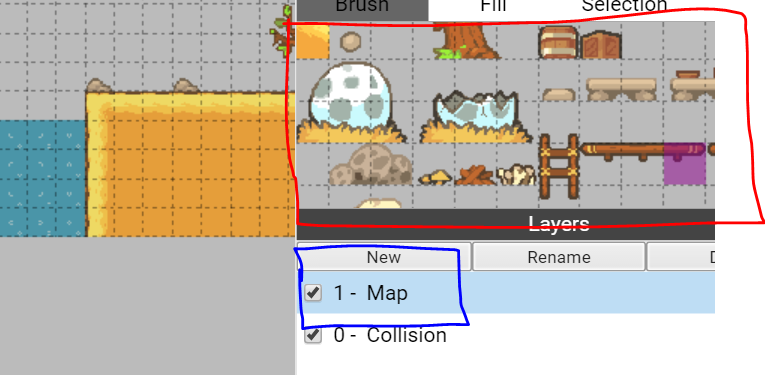 Brush Fill Selection
Layers
New Rename
1 - Map
0 - Collision